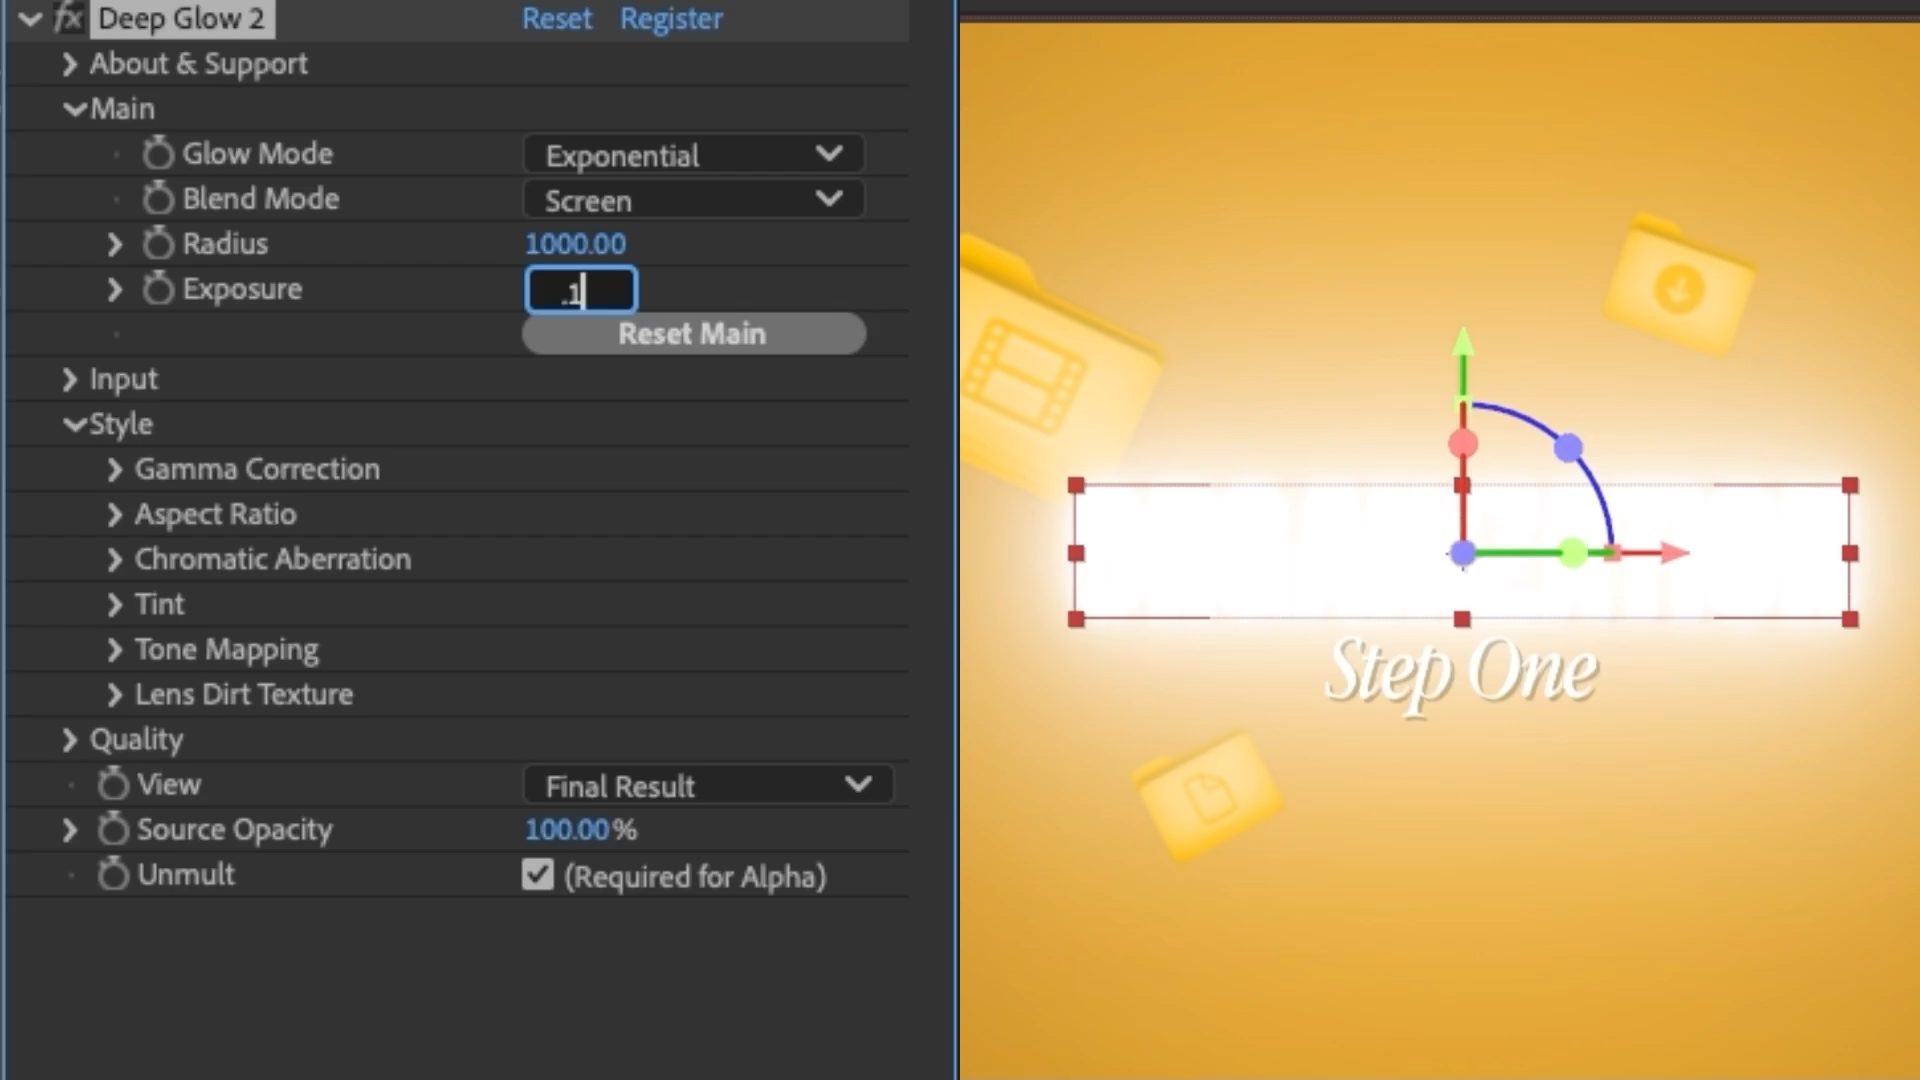 fx Deep Glow 2 Reset Register
About & Support
Main
Glow Mode Exponential
Blend Mode Screen
Radius 1000.00
Exposure .1
Reset Main
Input
Style
Gamma Correction
Aspect Ratio
Chromatic Aberration
Tint
Tone Mapping
Lens Dirt Texture
Quality
View Final Result
Source Opacity 100.00%
Unmult (Required for Alpha)
Step One